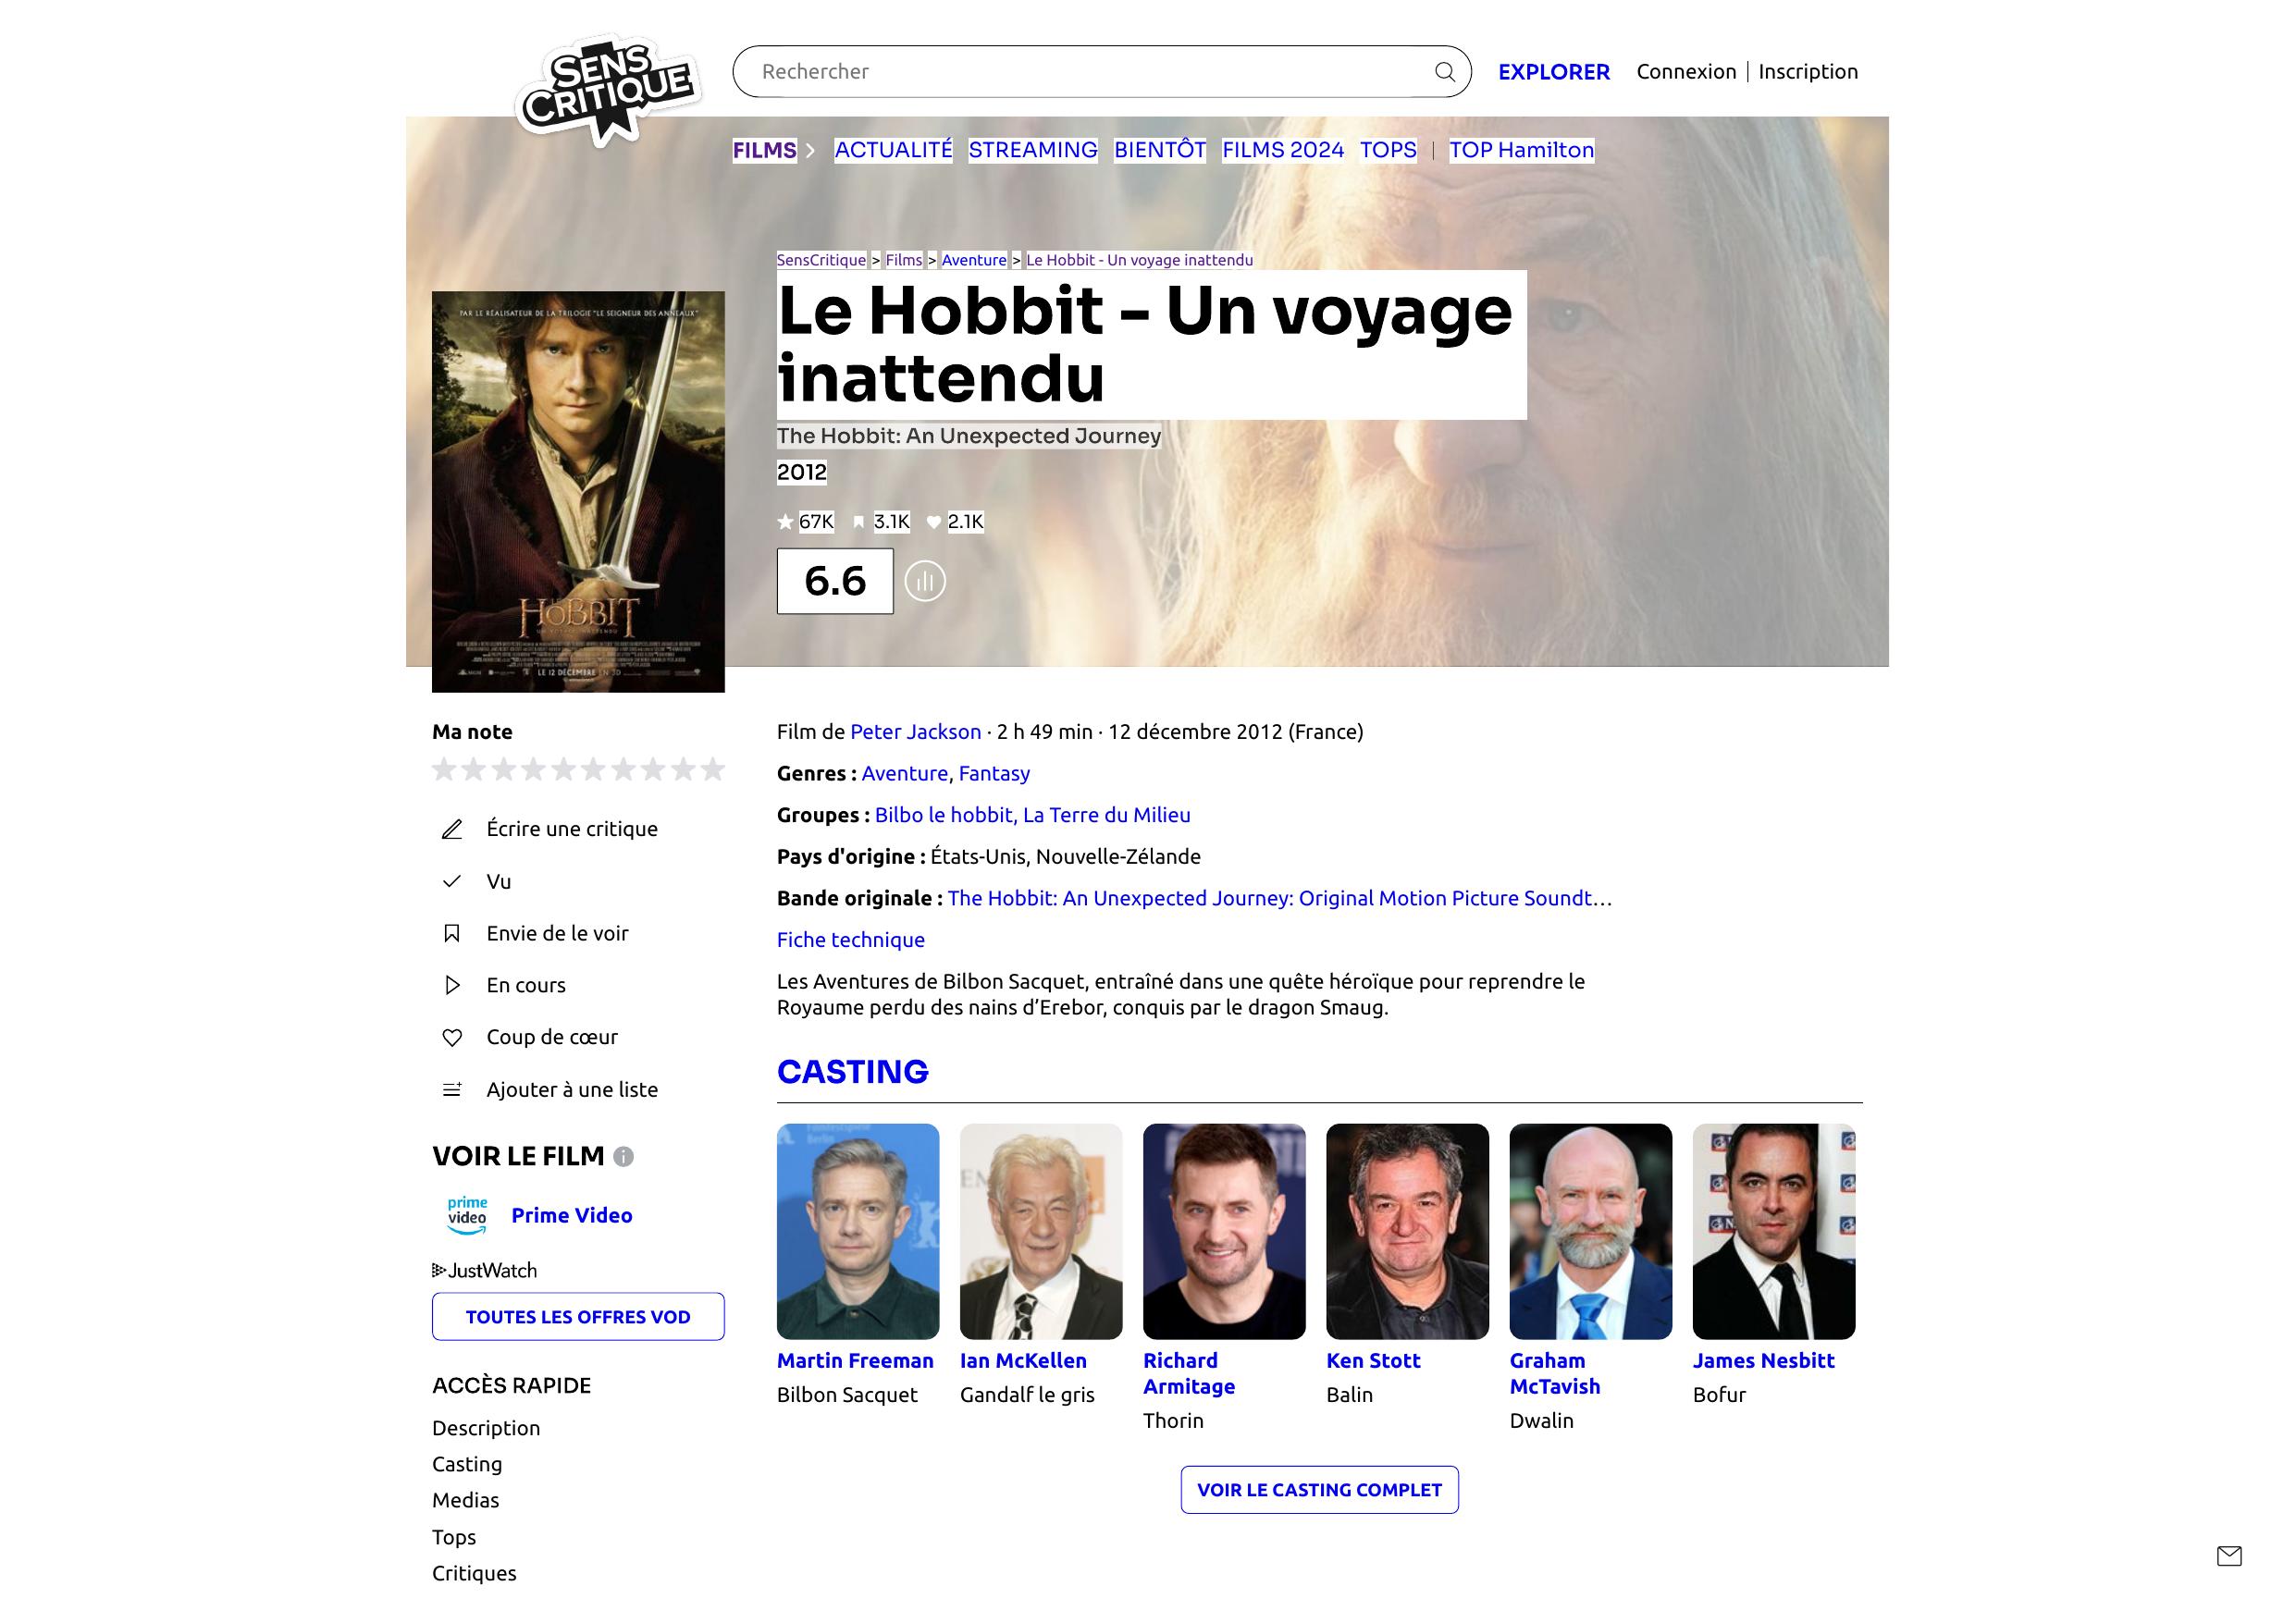 SENS
CRITIQUE
Rechercher
EXPLORER
Connexion | Inscription
FILMS
ACTUALITÉ STREAMING BIENTÔT FILMS 2024 TOPS | TOP Hamilton
SensCritique > Films > Aventure > Le Hobbit - Un voyage inattendu
Le Hobbit - Un voyage
inattendu
The Hobbit: An Unexpected Journey
2012
67K 3.1K 2.1K
6.6
PAR LE RÉALISATEUR DE LA TRILOGIE "LE SEIGNEUR DES ANNEAUX"
HOBBIT
UN VOYAGE INATTENDU
LE 12 DÉCEMBRE EN 3D
Ma note
Écrire une critique
Vu
Envie de le voir
En cours
Coup de cœur
Ajouter à une liste
VOIR LE FILM
prime
video
Prime Video
JustWatch
TOUTES LES OFFRES VOD
ACCÈS RAPIDE
Description
Casting
Medias
Tops
Critiques
Film de Peter Jackson · 2 h 49 min · 12 décembre 2012 (France)
Genres : Aventure, Fantasy
Groupes : Bilbo le hobbit, La Terre du Milieu
Pays d'origine : États-Unis, Nouvelle-Zélande
Bande originale : The Hobbit: An Unexpected Journey: Original Motion Picture Soundt...
Fiche technique
Les Aventures de Bilbon Sacquet, entraîné dans une quête héroïque pour reprendre le
Royaume perdu des nains d’Erebor, conquis par le dragon Smaug.
CASTING
Martin Freeman
Bilbon Sacquet
Ian McKellen
Gandalf le gris
Richard
Armitage
Thorin
Ken Stott
Balin
Graham
McTavish
Dwalin
James Nesbitt
Bofur
VOIR LE CASTING COMPLET